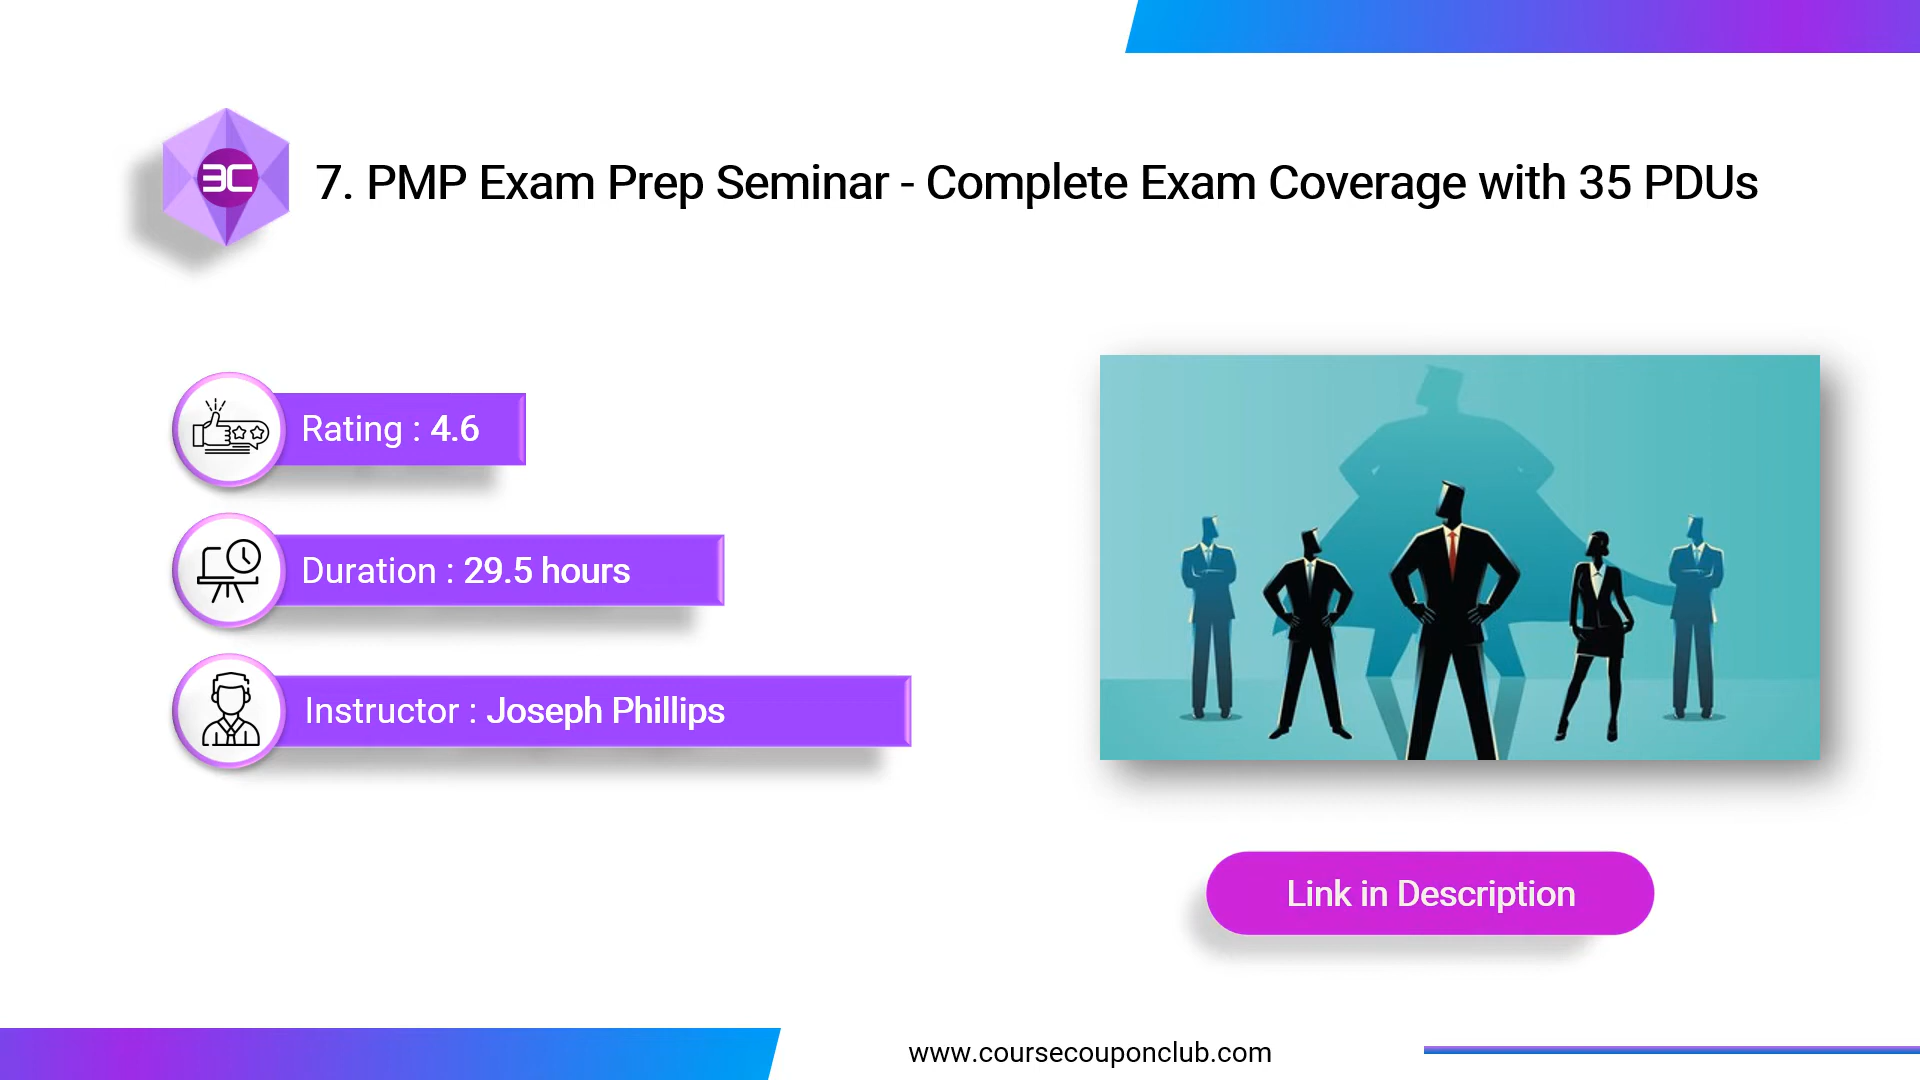 3C
7. PMP Exam Prep Seminar - Complete Exam Coverage with 35 PDUs
Rating : 4.6
Duration : 29.5 hours
Instructor : Joseph Phillips
Link in Description
www.coursecouponclub.com